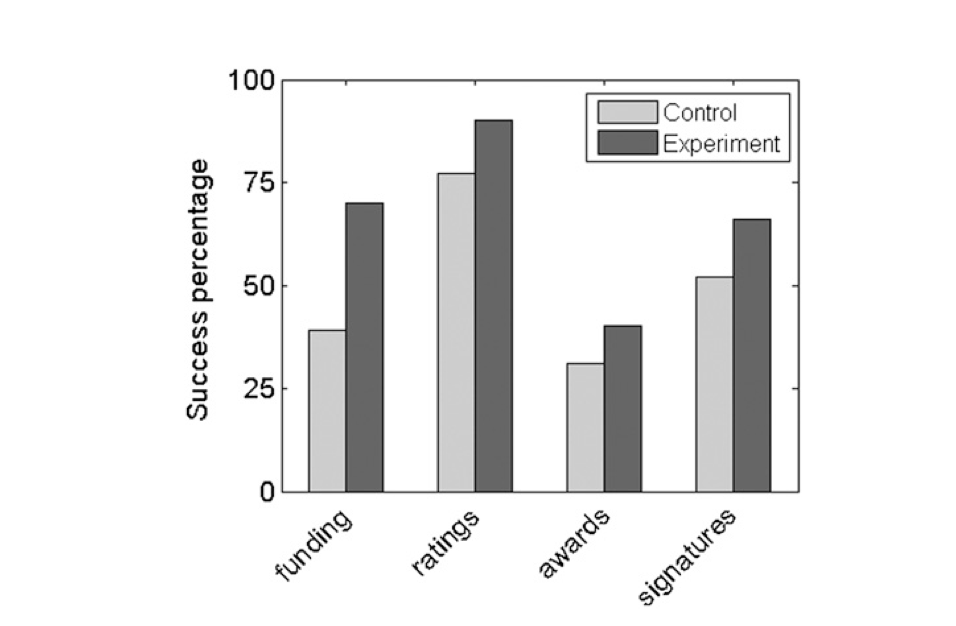 100
75
50
25
0
Success percentage
Control
Experiment
funding
ratings
awards
signatures